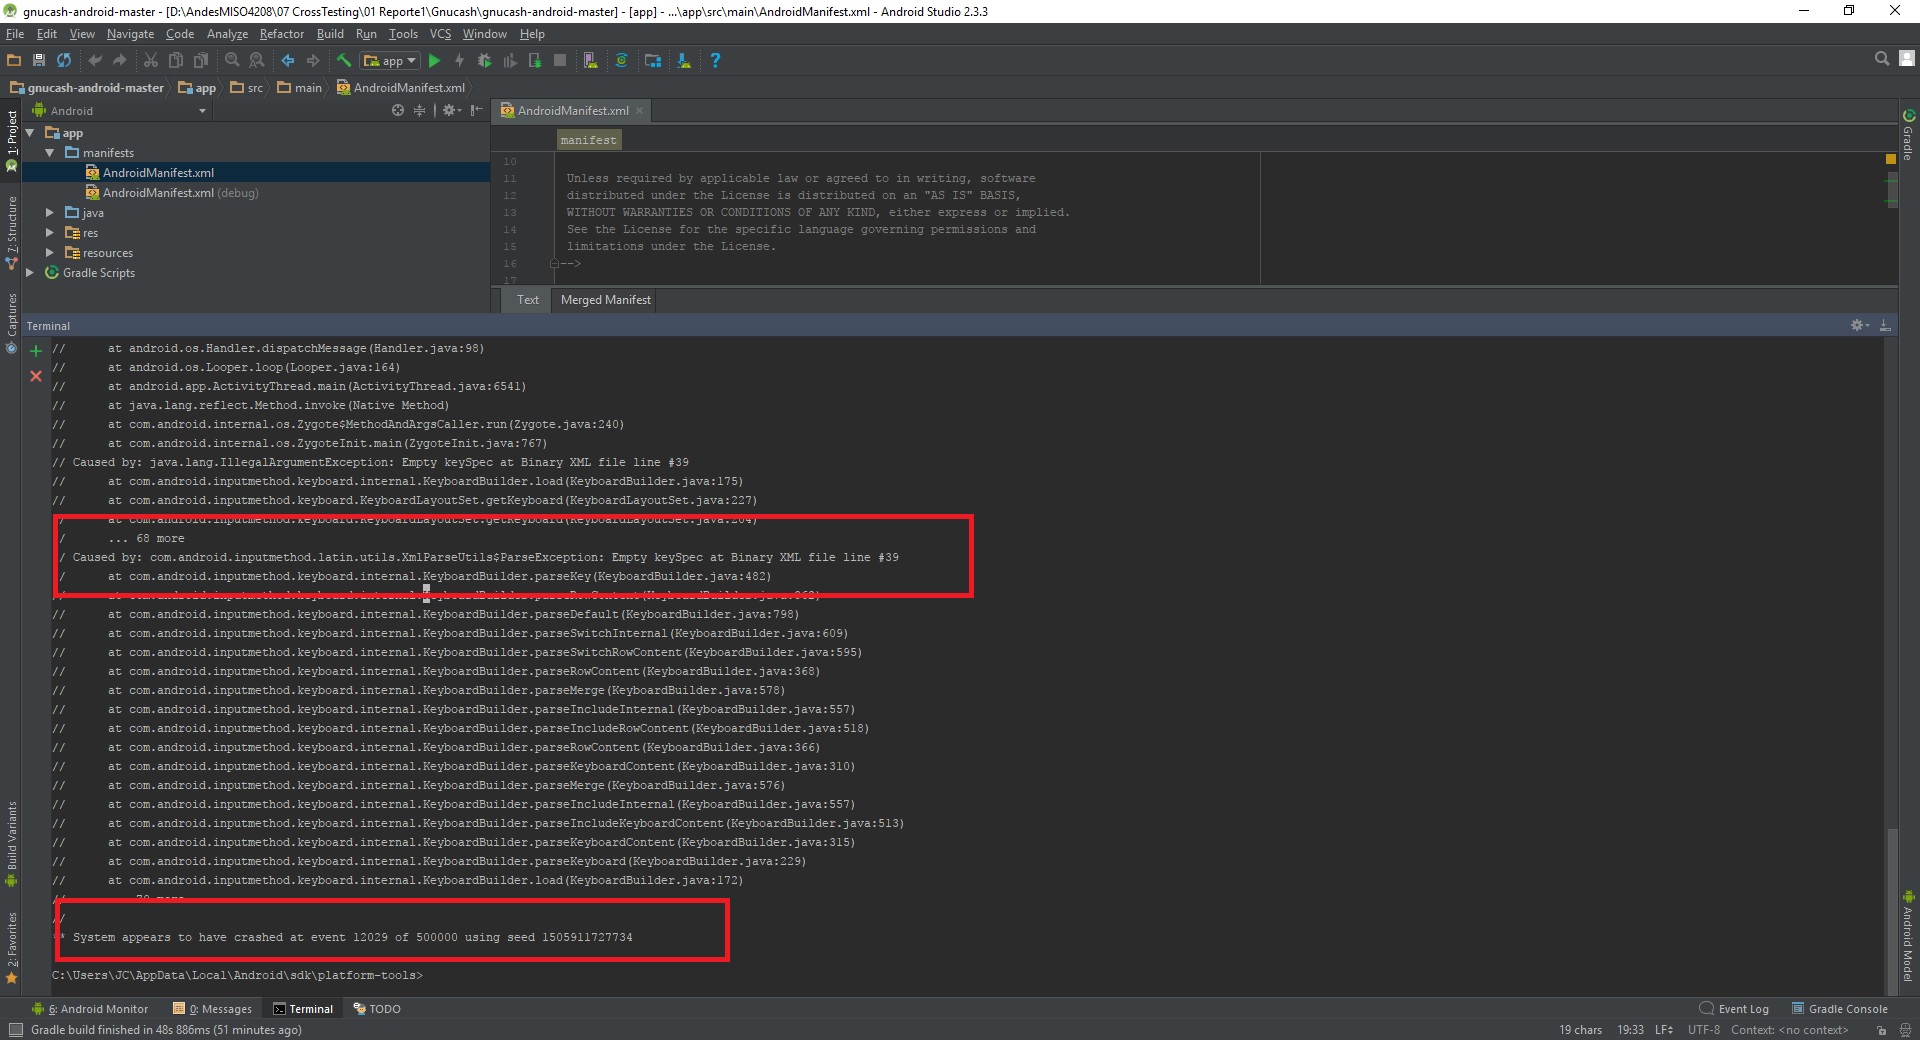 gnucash-android-master - [D:\AndesMISO4208\07 CrossTesting\01 Reporte1\Gnucash\gnucash-android-master] - [app] - ...\app\src\main\AndroidManifest.xml - Android Studio 2.3.3
File Edit View Navigate Code Analyze Refactor Build Run Tools VCS Window Help
app
gnucash-android-master app src main AndroidManifest.xml
Android
AndroidManifest.xml
1: Project
7: Structure
Captures
Build Variants
2: Favorites
app
manifests
AndroidManifest.xml
AndroidManifest.xml (debug)
java
res
resources
Gradle Scripts
manifest
10
11 Unless required by applicable law or agreed to in writing, software
12 distributed under the License is distributed on an "AS IS" BASIS,
13 WITHOUT WARRANTIES OR CONDITIONS OF ANY KIND, either express or implied.
14 See the License for the specific language governing permissions and
15 limitations under the License.
16 -->
17
Text Merged Manifest
Gradle
Android Model
Terminal
// at android.os.Handler.dispatchMessage(Handler.java:98)
// at android.os.Looper.loop(Looper.java:164)
// at android.app.ActivityThread.main(ActivityThread.java:6541)
// at java.lang.reflect.Method.invoke(Native Method)
// at com.android.internal.os.Zygote$MethodAndArgsCaller.run(Zygote.java:240)
// at com.android.internal.os.ZygoteInit.main(ZygoteInit.java:767)
// Caused by: java.lang.IllegalArgumentException: Empty keySpec at Binary XML file line #39
// at com.android.inputmethod.keyboard.internal.KeyboardBuilder.load(KeyboardBuilder.java:175)
// at com.android.inputmethod.keyboard.KeyboardLayoutSet.getKeyboard(KeyboardLayoutSet.java:227)
/ at com.android.inputmethod.keyboard.KeyboardLayoutSet.getKeyboard(KeyboardLayoutSet.java:204)
/ ... 68 more
/ Caused by: com.android.inputmethod.latin.utils.XmlParseUtils$ParseException: Empty keySpec at Binary XML file line #39
/ at com.android.inputmethod.keyboard.internal.KeyboardBuilder.parseKey(KeyboardBuilder.java:482)
// at com.android.inputmethod.keyboard.internal.KeyboardBuilder.parseRowContent(KeyboardBuilder.java:362)
// at com.android.inputmethod.keyboard.internal.KeyboardBuilder.parseDefault(KeyboardBuilder.java:798)
// at com.android.inputmethod.keyboard.internal.KeyboardBuilder.parseSwitchInternal(KeyboardBuilder.java:609)
// at com.android.inputmethod.keyboard.internal.KeyboardBuilder.parseSwitchRowContent(KeyboardBuilder.java:595)
// at com.android.inputmethod.keyboard.internal.KeyboardBuilder.parseRowContent(KeyboardBuilder.java:368)
// at com.android.inputmethod.keyboard.internal.KeyboardBuilder.parseMerge(KeyboardBuilder.java:578)
// at com.android.inputmethod.keyboard.internal.KeyboardBuilder.parseIncludeInternal(KeyboardBuilder.java:557)
// at com.android.inputmethod.keyboard.internal.KeyboardBuilder.parseIncludeRowContent(KeyboardBuilder.java:518)
// at com.android.inputmethod.keyboard.internal.KeyboardBuilder.parseRowContent(KeyboardBuilder.java:366)
// at com.android.inputmethod.keyboard.internal.KeyboardBuilder.parseKeyboardContent(KeyboardBuilder.java:310)
// at com.android.inputmethod.keyboard.internal.KeyboardBuilder.parseMerge(KeyboardBuilder.java:576)
// at com.android.inputmethod.keyboard.internal.KeyboardBuilder.parseIncludeInternal(KeyboardBuilder.java:557)
// at com.android.inputmethod.keyboard.internal.KeyboardBuilder.parseIncludeKeyboardContent(KeyboardBuilder.java:513)
// at com.android.inputmethod.keyboard.internal.KeyboardBuilder.parseKeyboardContent(KeyboardBuilder.java:315)
// at com.android.inputmethod.keyboard.internal.KeyboardBuilder.parseKeyboard(KeyboardBuilder.java:229)
// at com.android.inputmethod.keyboard.internal.KeyboardBuilder.load(KeyboardBuilder.java:172)
more
//
* System appears to have crashed at event 12029 of 500000 using seed 1505911727734
C:\Users\JC\AppData\Local\Android\sdk\platform-tools>
6: Android Monitor 0: Messages Terminal TODO Event Log Gradle Console
Gradle build finished in 48s 886ms (51 minutes ago) 19 chars 19:33 LF UTF-8 Context: <no context>